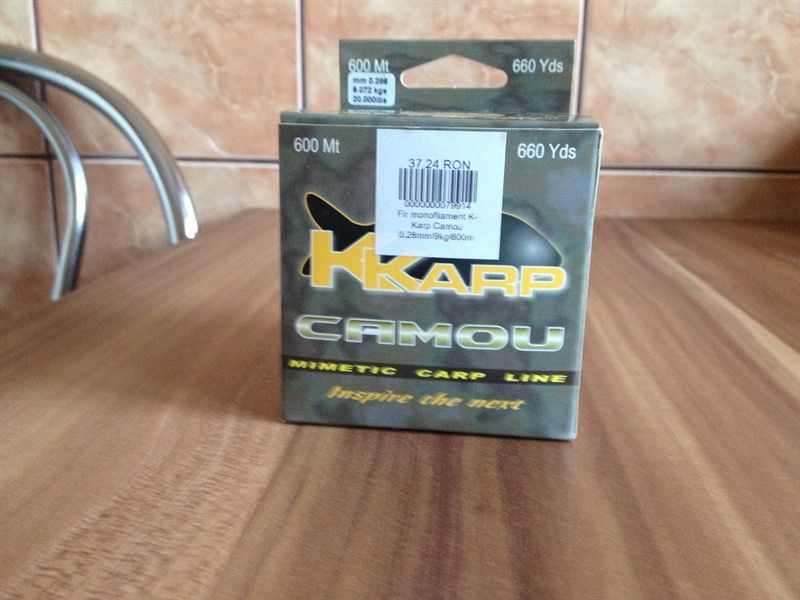 600 Mt
660 Yds
mm 0.286
9.072 kgs
20.000lbs
600 Mt
660 Yds
37,24 RON
0000000079914
Fir monofilament K-
Karp Camou
0,28mm/9kg/600m
KKARP
CAMOU
MIMETIC CARP LINE
Inspire the next